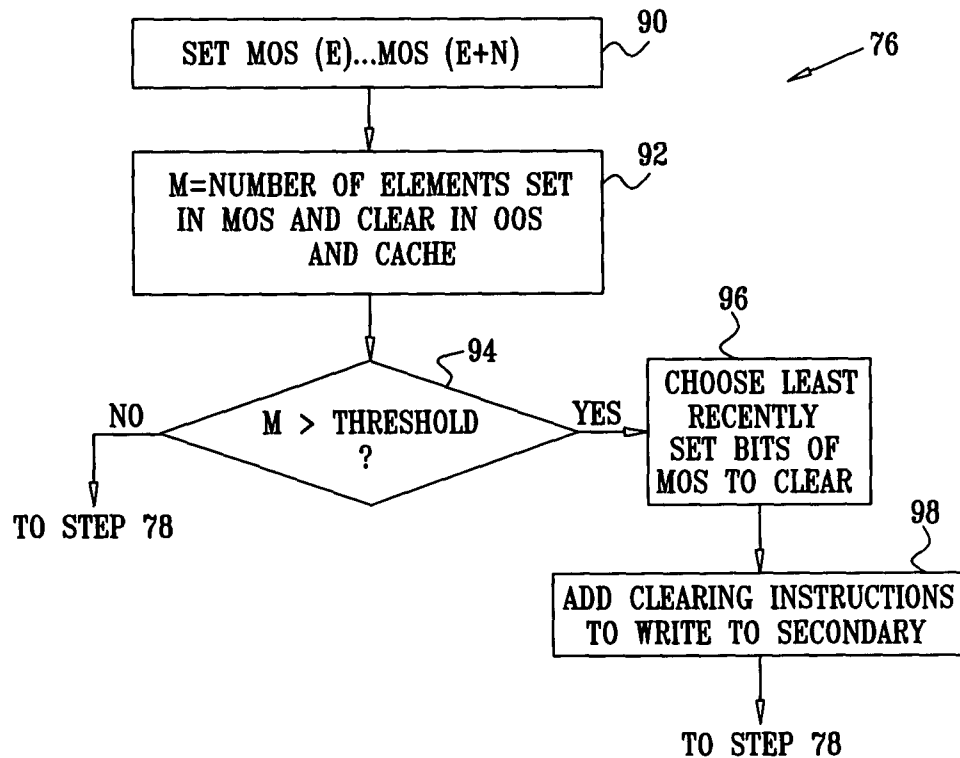 SET MOS (E)...MOS (E+N)
90
76
92
M=NUMBER OF ELEMENTS SET
IN MOS AND CLEAR IN OOS
AND CACHE
94
96
NO
M > THRESHOLD
?
YES
CHOOSE LEAST
RECENTLY
SET BITS OF
MOS TO CLEAR
TO STEP 78
98
ADD CLEARING INSTRUCTIONS
TO WRITE TO SECONDARY
TO STEP 78